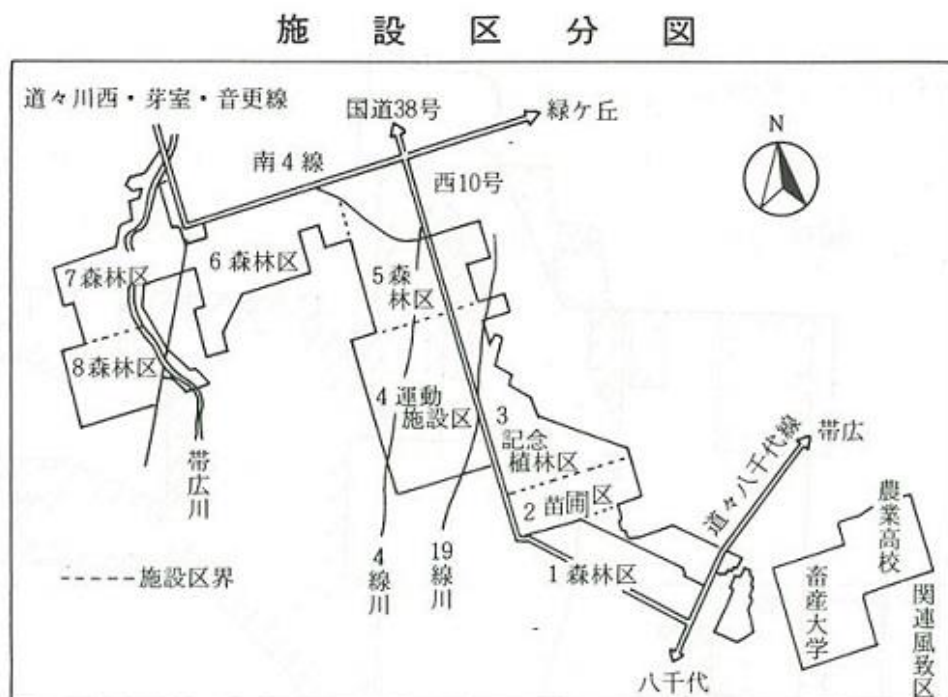 施設区分図
道々川西・芽室・音更線
国道38号
緑ケ丘
N
南4線
西10号
6森林区
7森林区
5森林区
8森林区
4運動施設区
3記念植林区
帯広
道々八千代線
2苗圃区
農業高校
帯広川
4線川
19線川
1森林区
畜産大学
関連風致区
-----施設区界
八千代